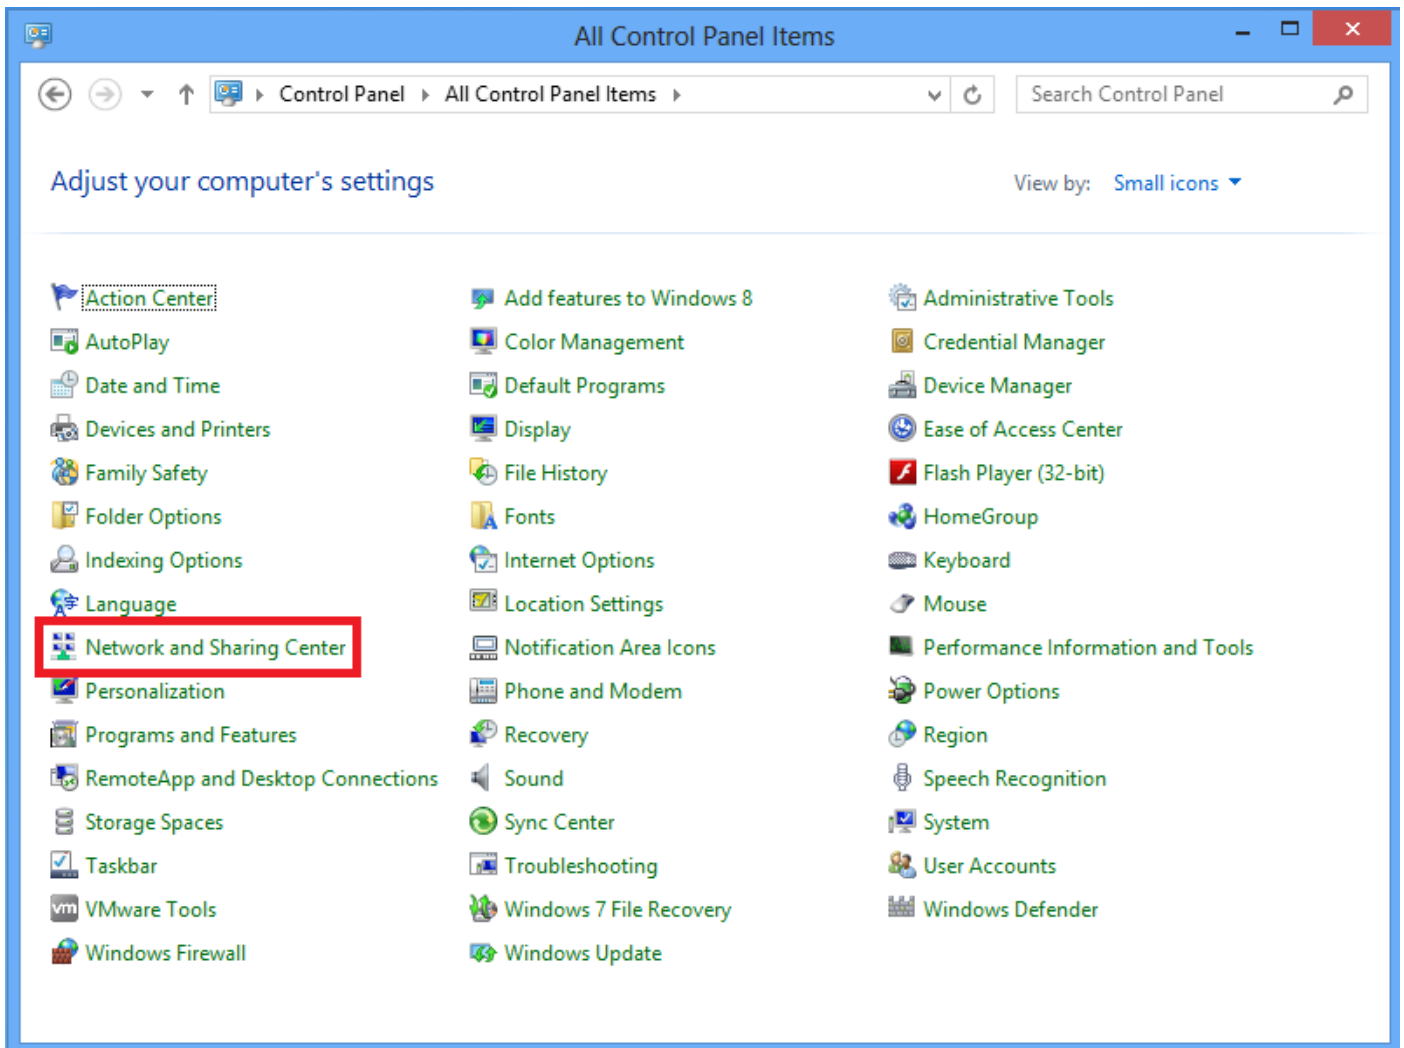 All Control Panel Items
Control Panel All Control Panel Items
Search Control Panel
Adjust your computer's settings
View by: Small icons
Action Center
Add features to Windows 8
Administrative Tools
AutoPlay
Color Management
Credential Manager
Date and Time
Default Programs
Device Manager
Devices and Printers
Display
Ease of Access Center
Family Safety
File History
Flash Player (32-bit)
Folder Options
Fonts
HomeGroup
Indexing Options
Internet Options
Keyboard
Language
Location Settings
Mouse
Network and Sharing Center
Notification Area Icons
Performance Information and Tools
Personalization
Phone and Modem
Power Options
Programs and Features
Recovery
Region
RemoteApp and Desktop Connections
Sound
Speech Recognition
Storage Spaces
Sync Center
System
Taskbar
Troubleshooting
User Accounts
vm VMware Tools
Windows 7 File Recovery
Windows Defender
Windows Firewall
Windows Update